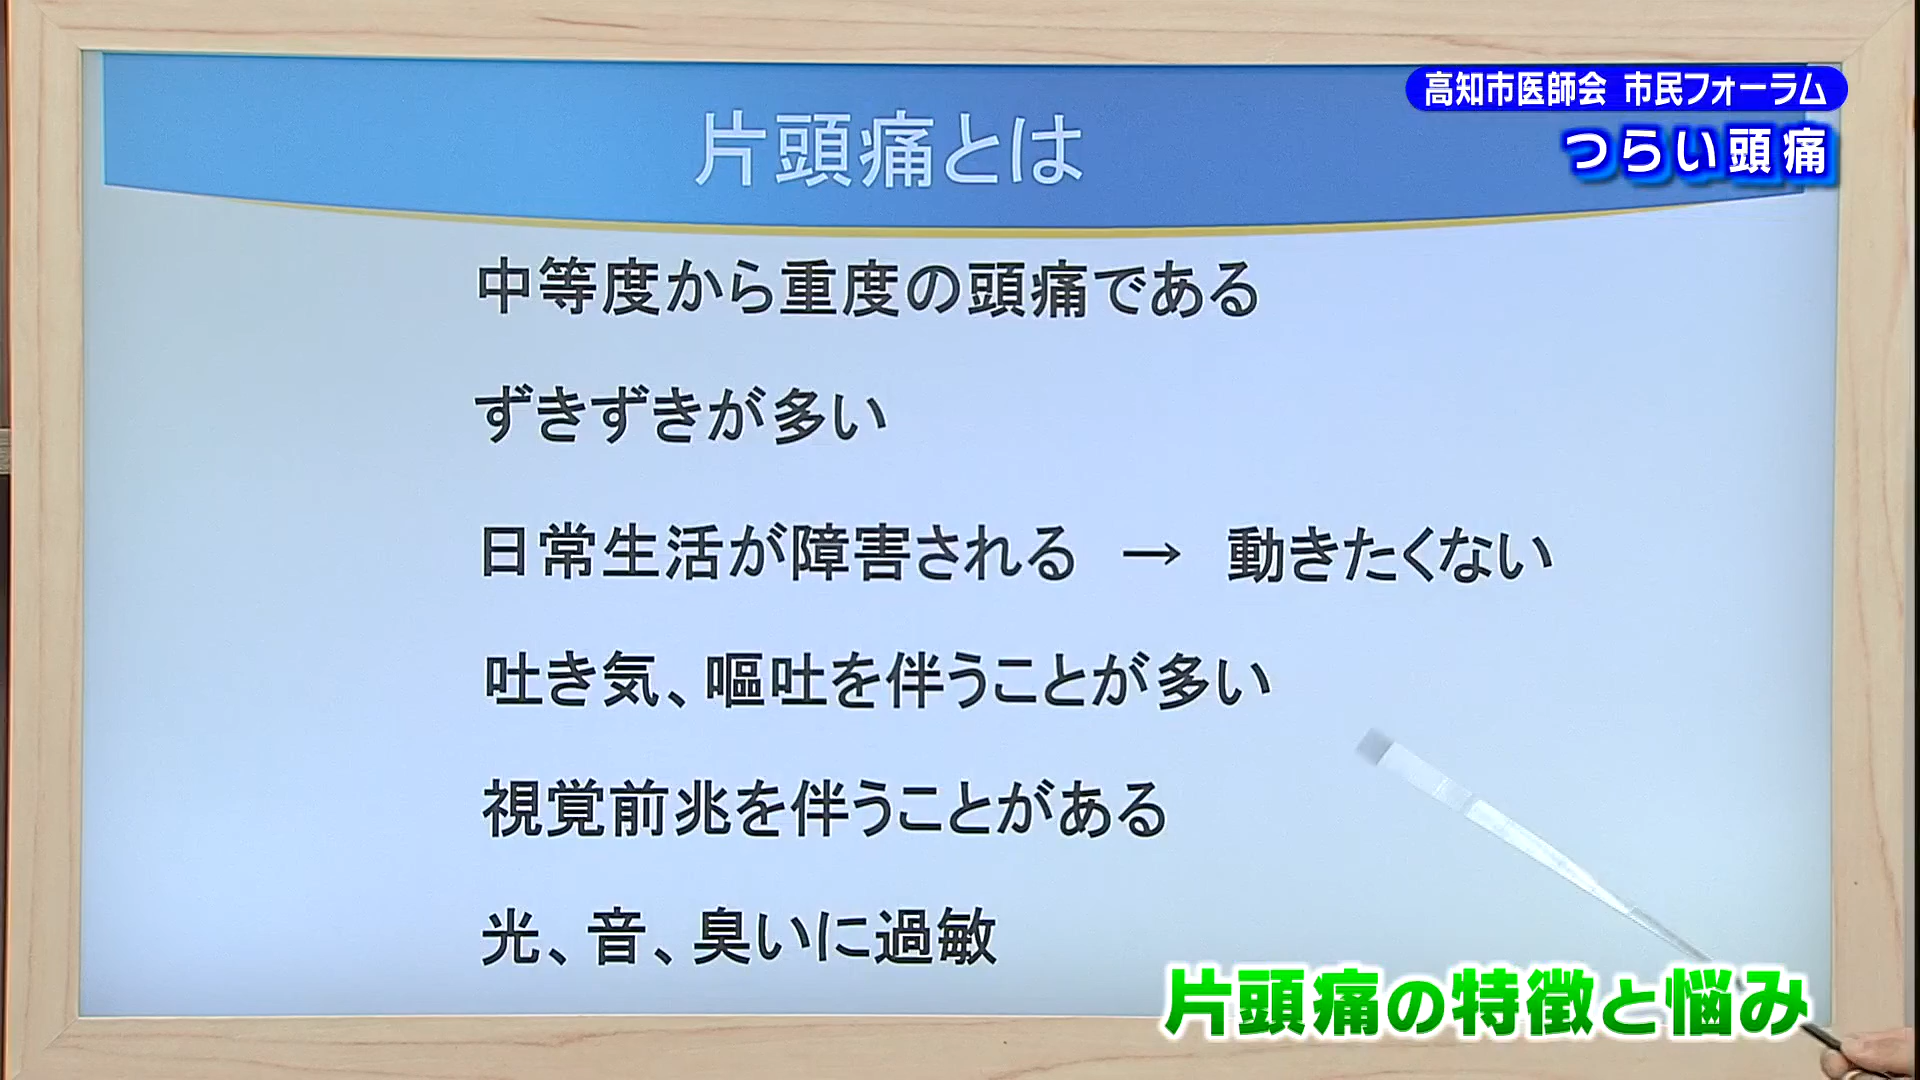 高知市医師会 市民フォーラム
つらい頭痛
片頭痛とは
中等度から重度の頭痛である
ずきずきが多い
日常生活が障害される → 動きたくない
吐き気、嘔吐を伴うことが多い
視覚前兆を伴うことがある
光、音、臭いに過敏
片頭痛の特徴と悩み